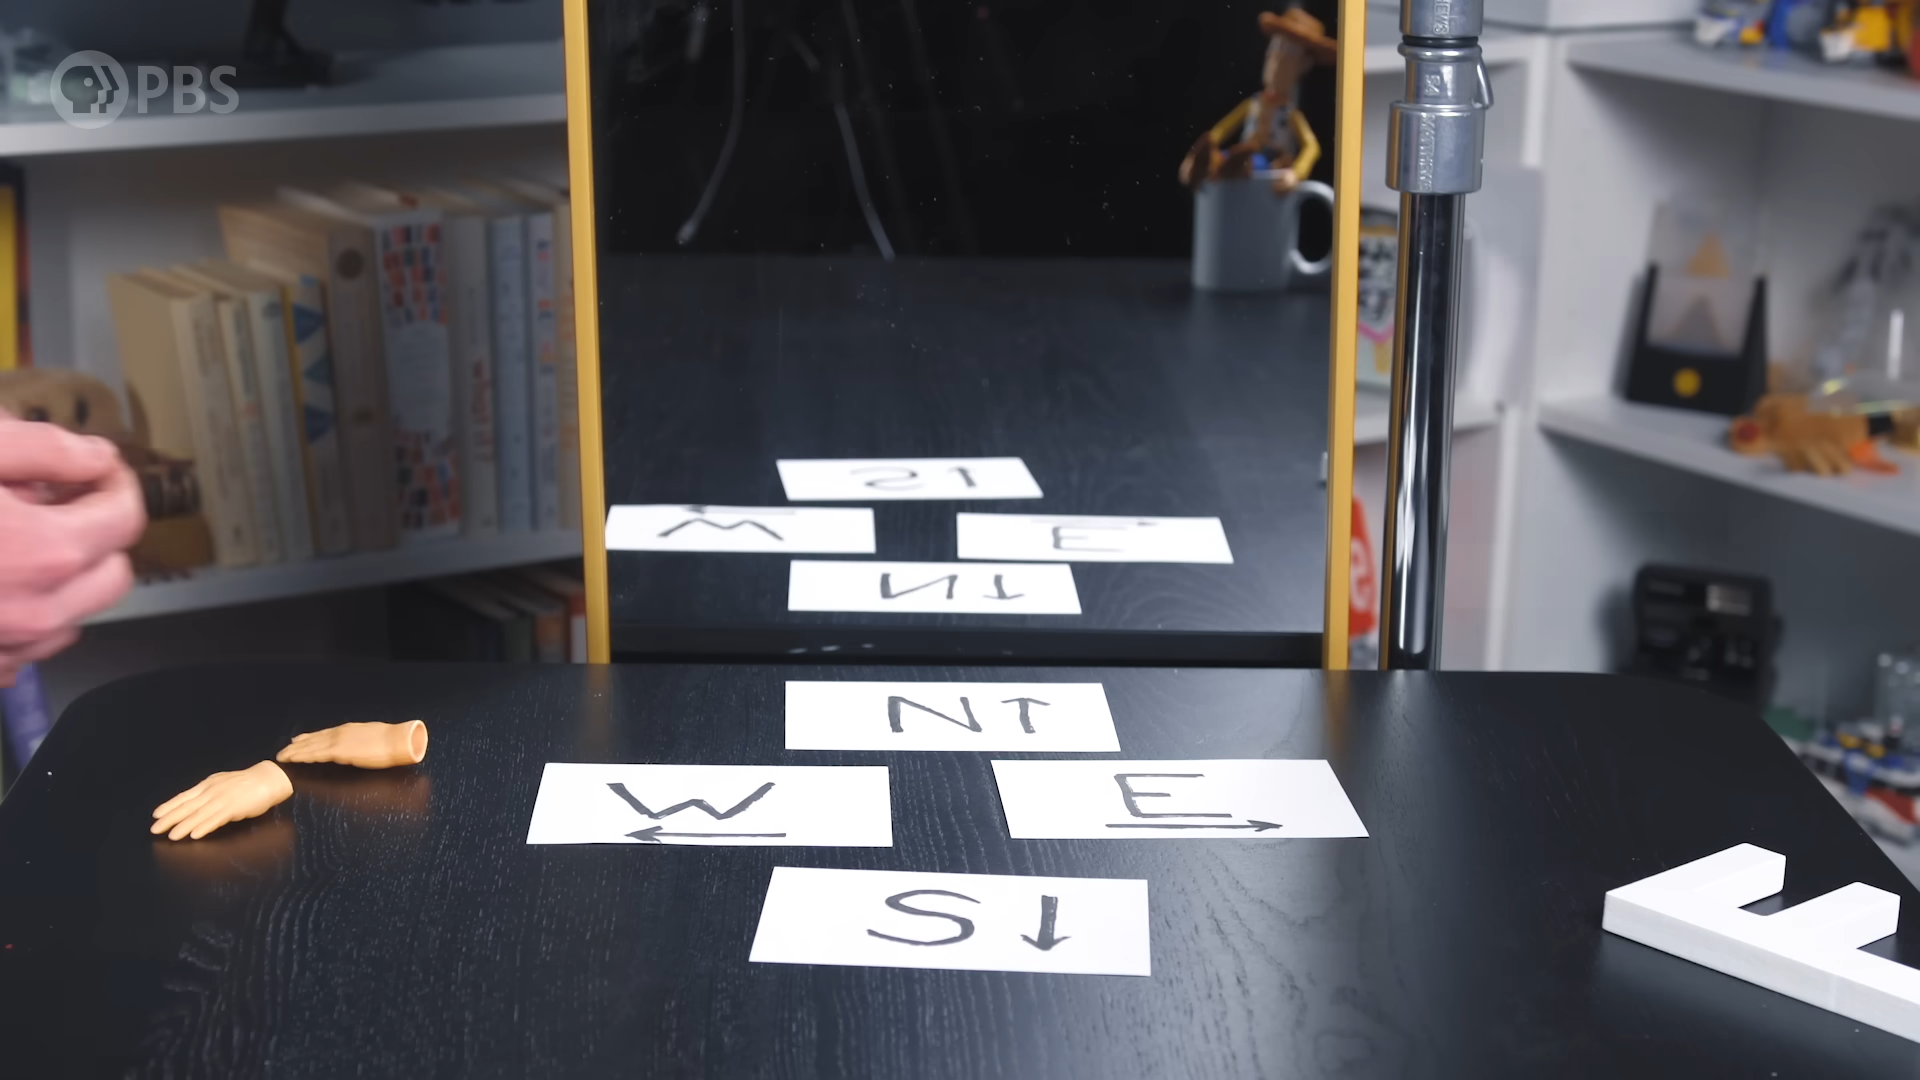 PBS
S↑
W ←
E →
N↓
N↑
W ←
E →
S↓